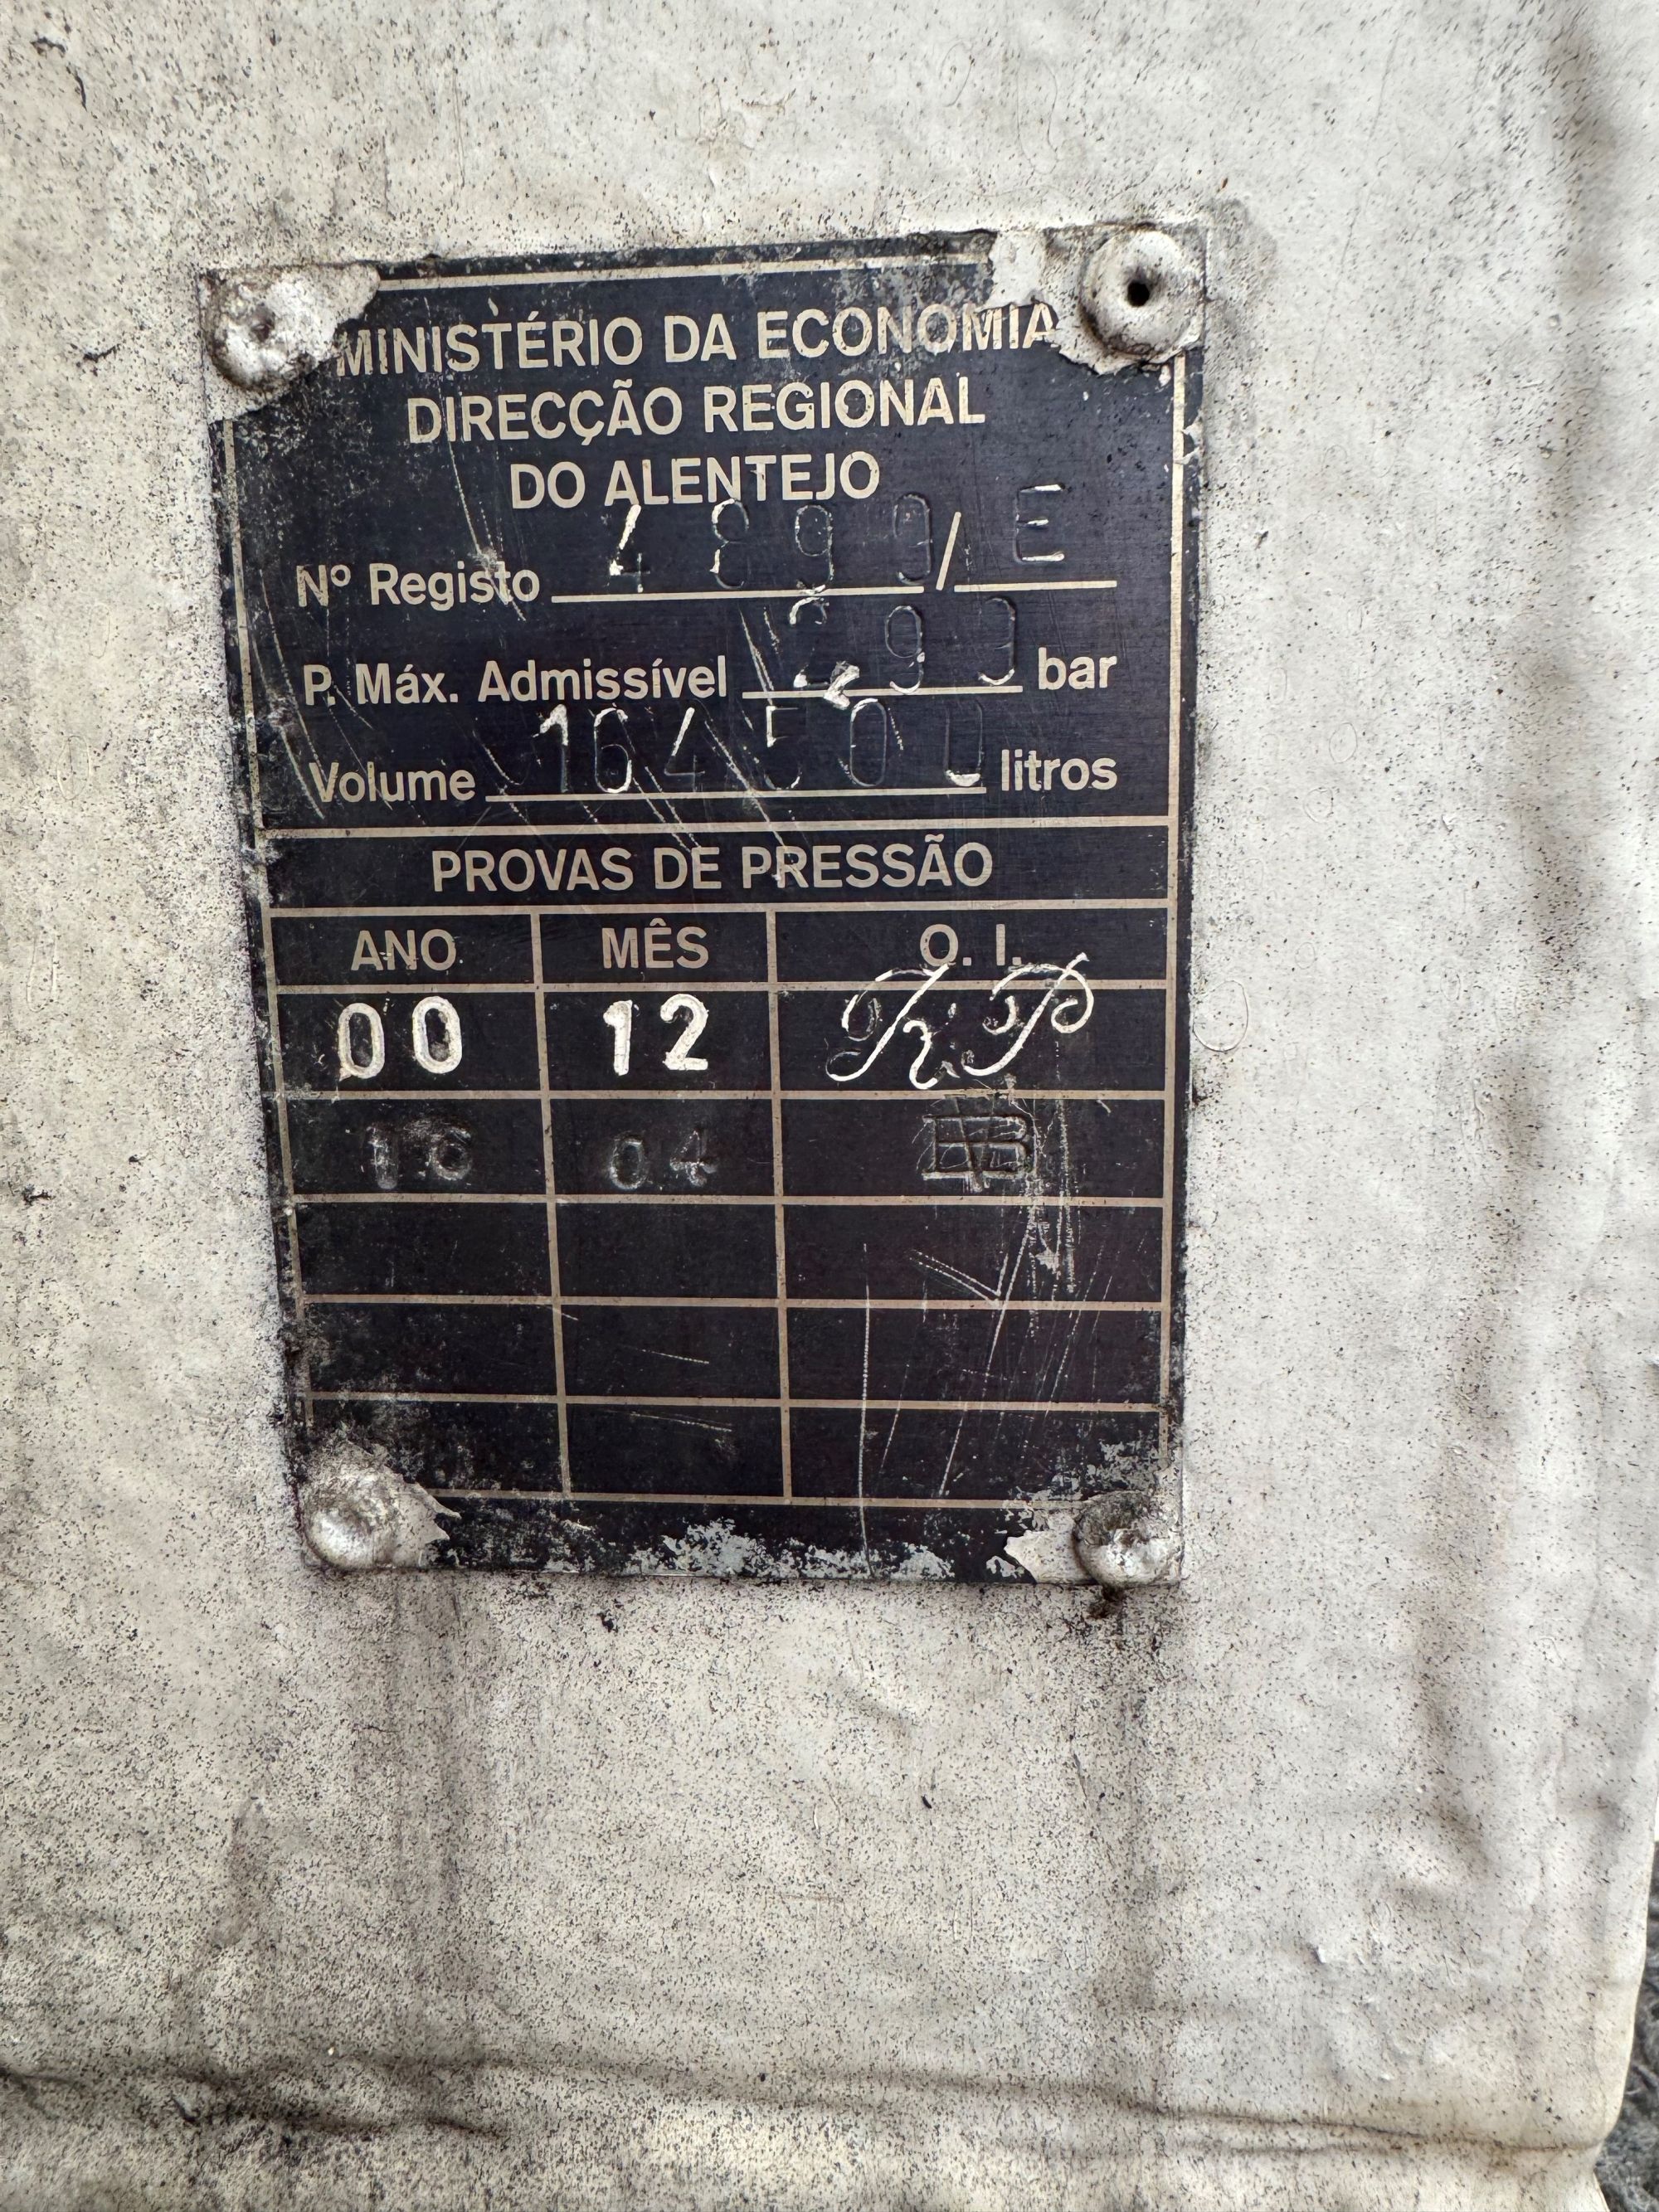 MINISTÉRIO DA ECONOMIA
DIRECÇÃO REGIONAL
DO ALENTEJO
Nº Registo 4899/E
P. Máx. Admissível bar
Volume 164500 litros
PROVAS DE PRESSÃO
ANO MÊS O. I.
00 12
16 04